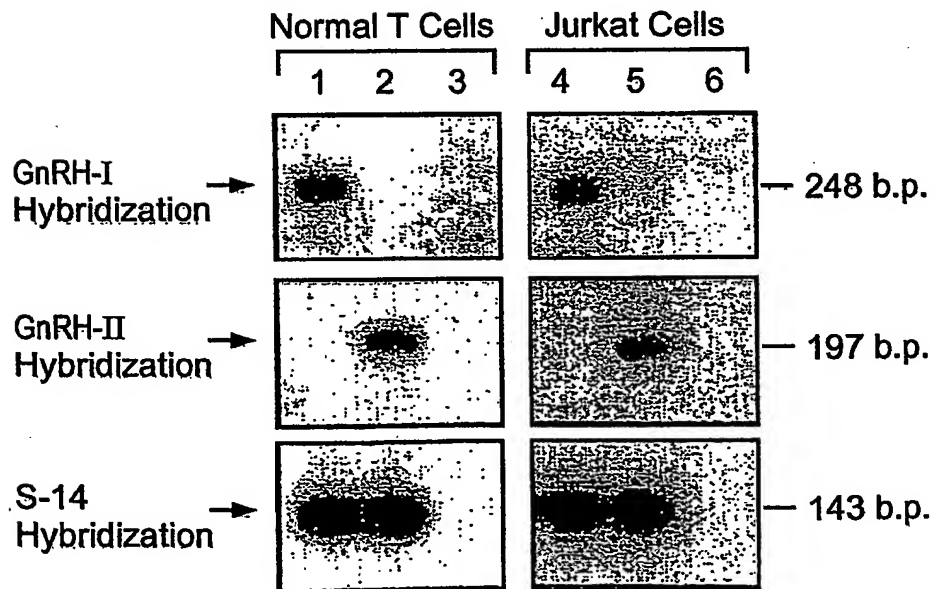 Normal T Cells Jurkat Cells
1 2 3 4 5 6
GnRH-I
Hybridization
248 b.p.
GnRH-II
Hybridization
197 b.p.
S-14
Hybridization
143 b.p.